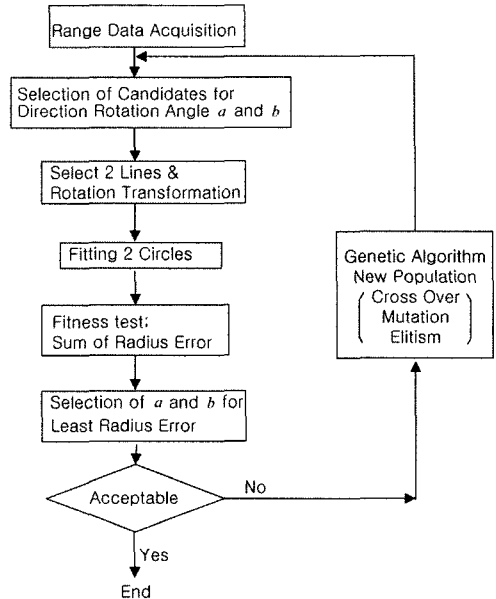 Range Data Acquisition
Selection of Candidates for
Direction Rotation Angle a and b
Select 2 Lines &
Rotation Transformation
Fitting 2 Circles
Fitness test:
Sum of Radius Error
Selection of a and b for
Least Radius Error
Acceptable
No
Yes
End
Genetic Algorithm
New Population
( Cross Over
Mutation
Elitism )